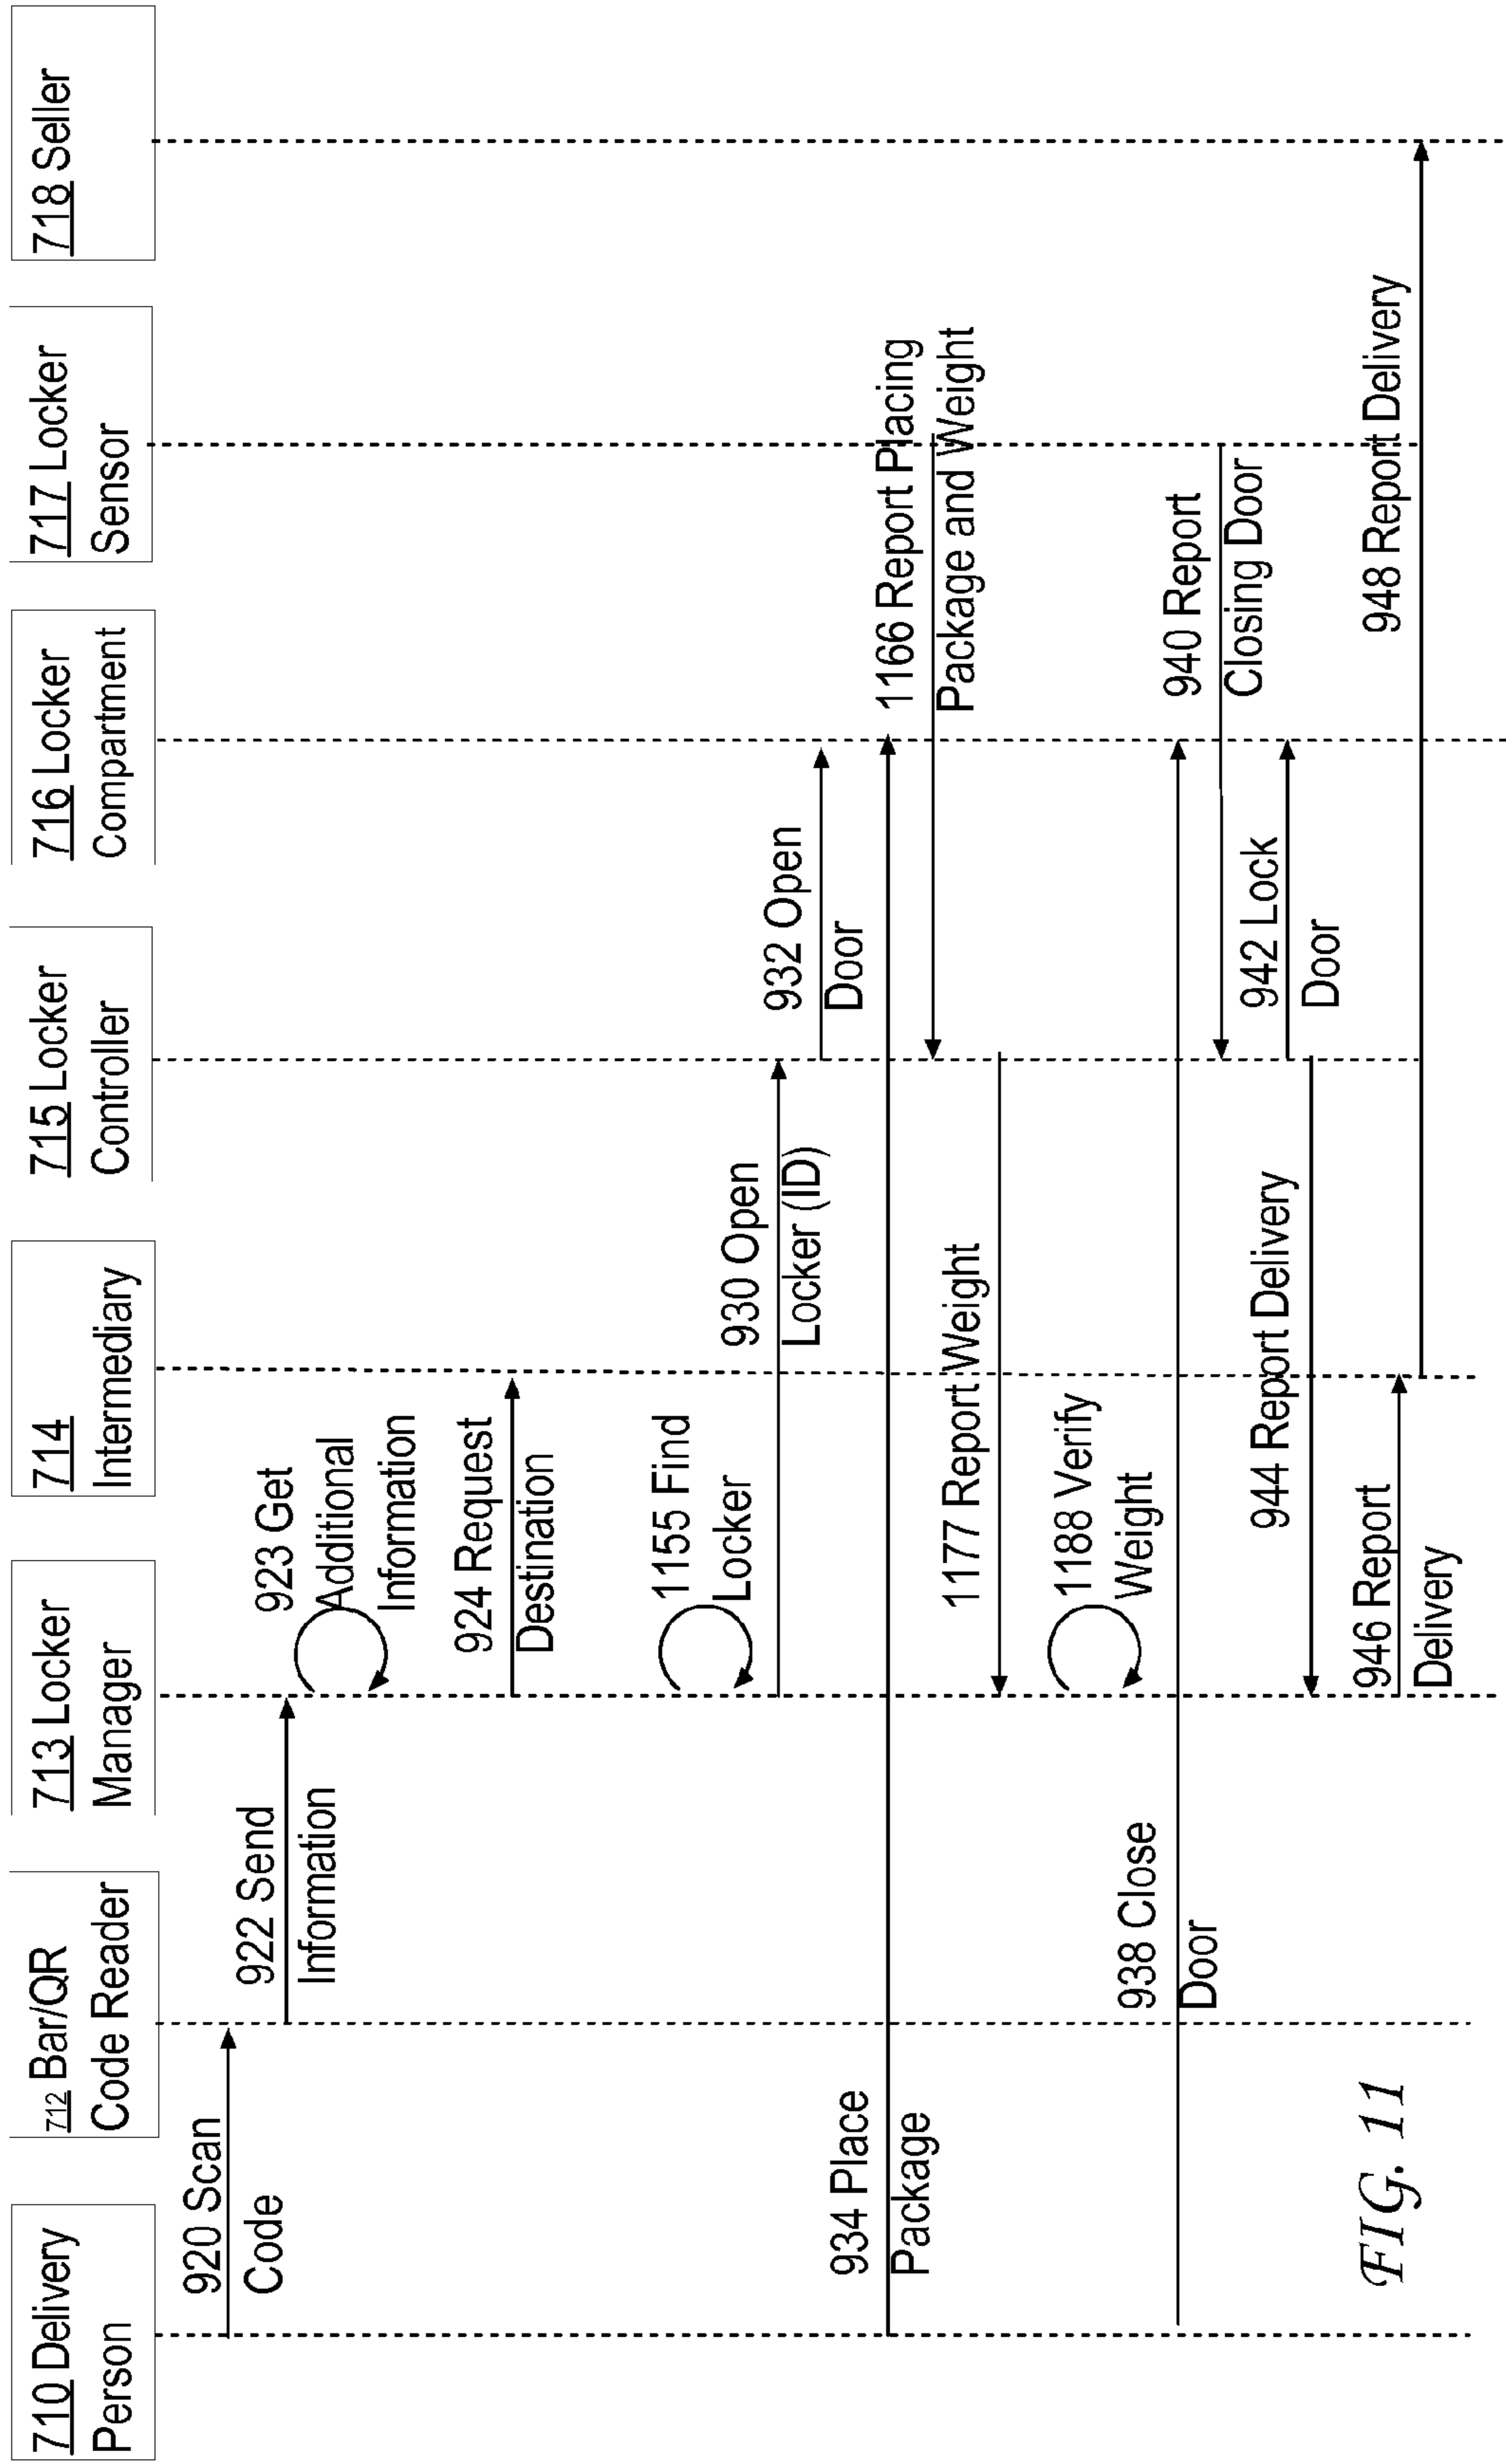 710 Delivery
Person
712 Bar/QR
Code Reader
713 Locker
Manager
714
Intermediary
715 Locker
Controller
716 Locker
Compartment
717 Locker
Sensor
718 Seller
920 Scan
Code
922 Send
Information
923 Get
Additional
Information
924 Request
Destination
1155 Find
Locker
930 Open
Locker (ID)
932 Open
Door
934 Place
Package
1166 Report Placing
Package and Weight
1177 Report Weight
1188 Verify
Weight
938 Close
Door
940 Report
Closing Door
942 Lock
Door
944 Report Delivery
946 Report
Delivery
948 Report Delivery
FIG. 11